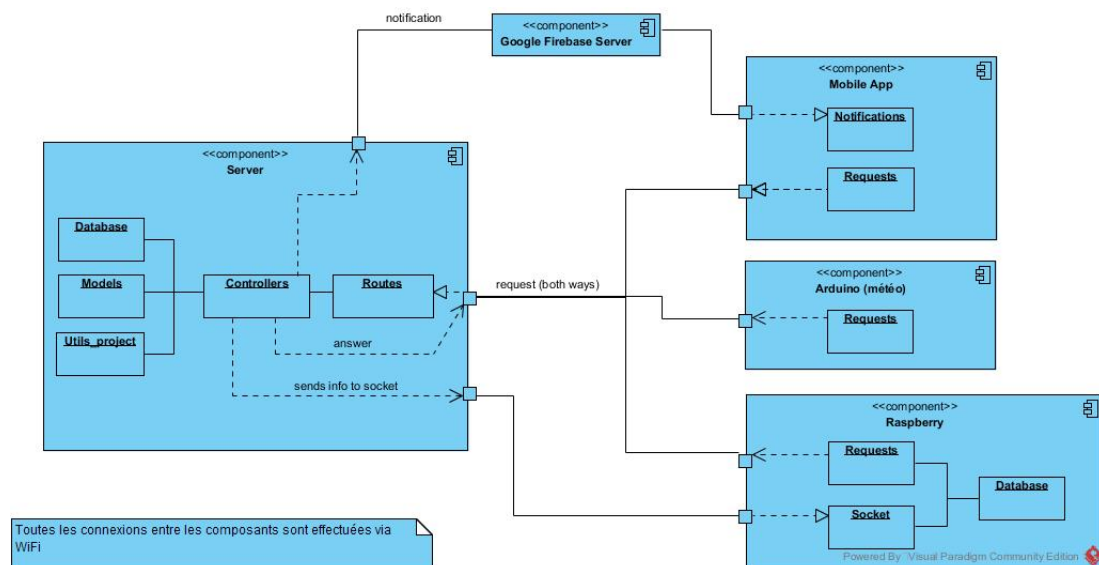 notification
<<component>>
Google Firebase Server
<<component>>
Mobile App
Notifications
Requests
<<component>>
Server
Database
Models
Utils_project
Controllers
Routes
answer
sends info to socket
request (both ways)
<<component>>
Arduino (météo)
Requests
<<component>>
Raspberry
Requests
Socket
Database
Toutes les connexions entre les composants sont effectuées via
WiFi
Powered By Visual Paradigm Community Edition